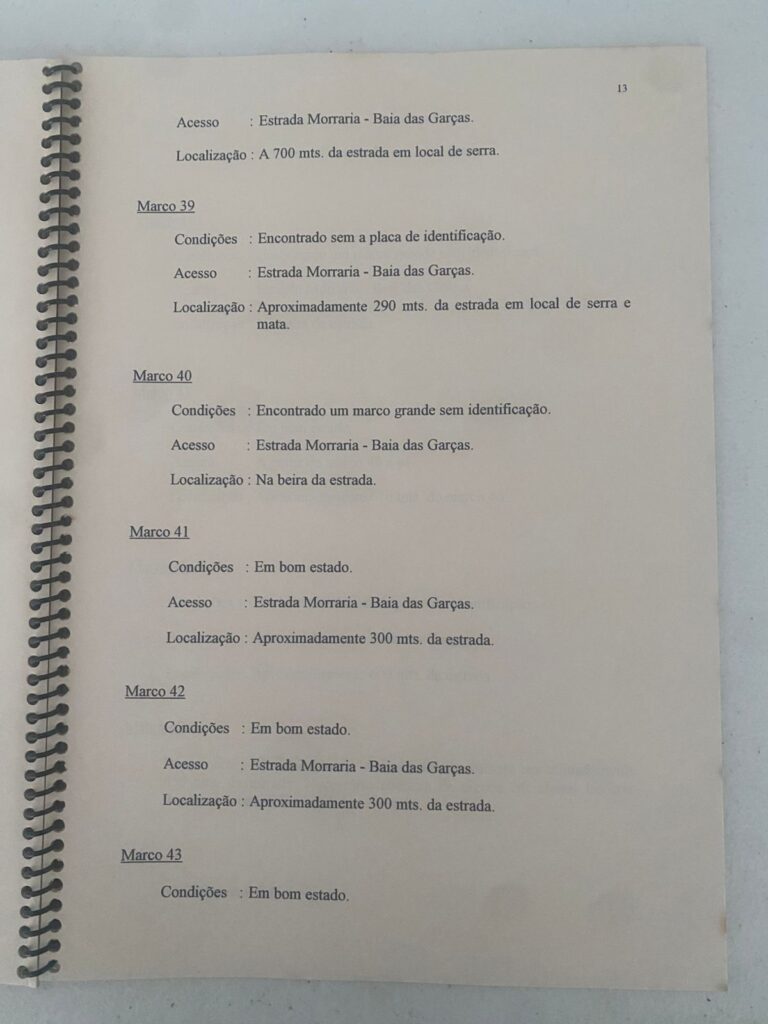 13
Acesso : Estrada Morraria - Baia das Garças.
Localização : A 700 mts. da estrada em local de serra.
Marco 39
Condições : Encontrado sem a placa de identificação.
Acesso : Estrada Morraria - Baia das Garças.
Localização : Aproximadamente 290 mts. da estrada em local de serra e
mata.
Marco 40
Condições : Encontrado um marco grande sem identificação.
Acesso : Estrada Morraria - Baia das Garças.
Localização : Na beira da estrada.
Marco 41
Condições : Em bom estado.
Acesso : Estrada Morraria - Baia das Garças.
Localização : Aproximadamente 300 mts. da estrada.
Marco 42
Condições : Em bom estado.
Acesso : Estrada Morraria - Baia das Garças.
Localização : Aproximadamente 300 mts. da estrada.
Marco 43
Condições : Em bom estado.